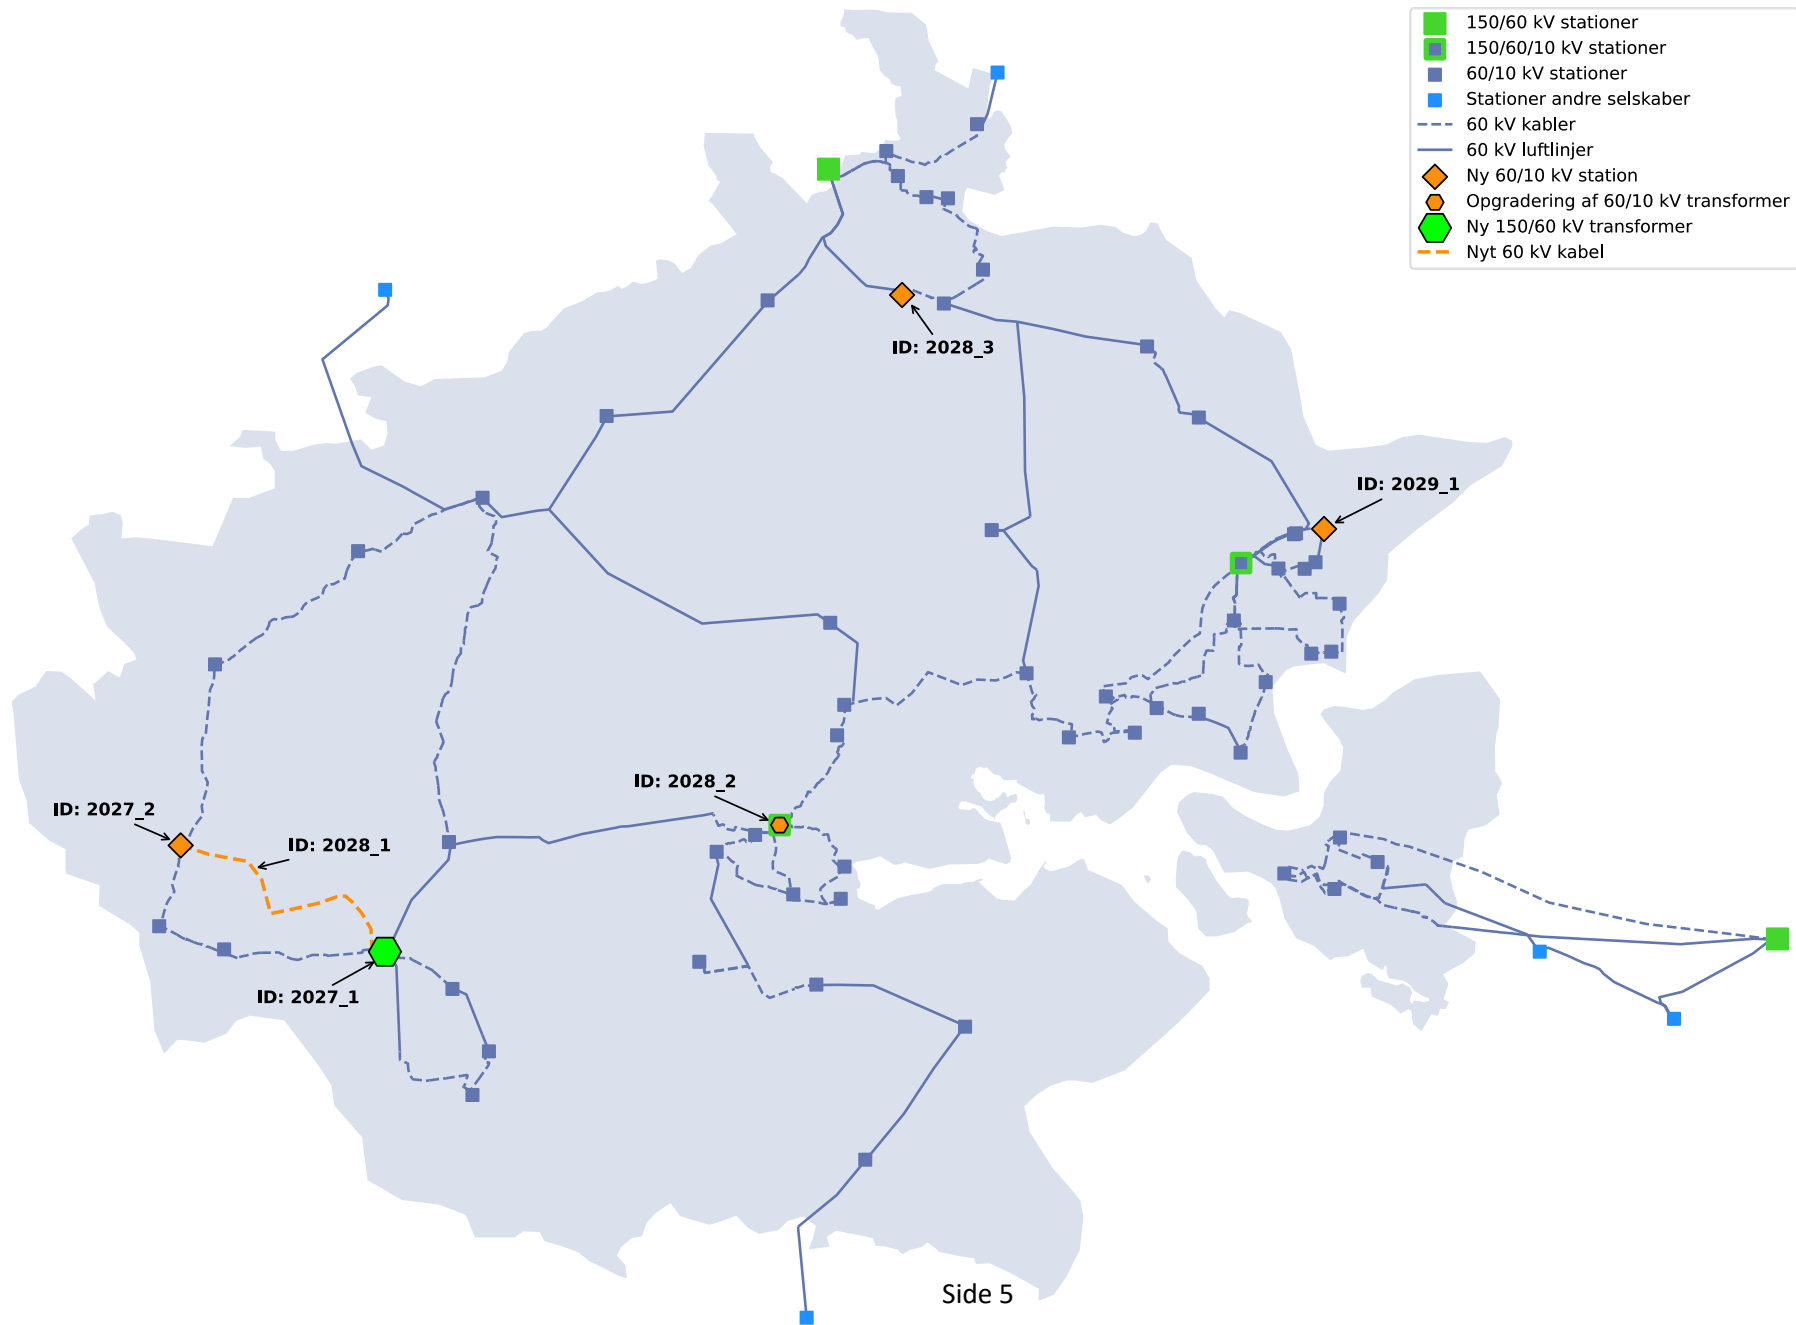 150/60 kV stationer
150/60/10 kV stationer
60/10 kV stationer
Stationer andre selskaber
60 kV kabler
60 kV luftlinjer
Ny 60/10 kV station
Opgradering af 60/10 kV transformer
Ny 150/60 kV transformer
Nyt 60 kV kabel
ID: 2028_3
ID: 2029_1
ID: 2028_2
ID: 2027_2
ID: 2028_1
ID: 2027_1
Side 5